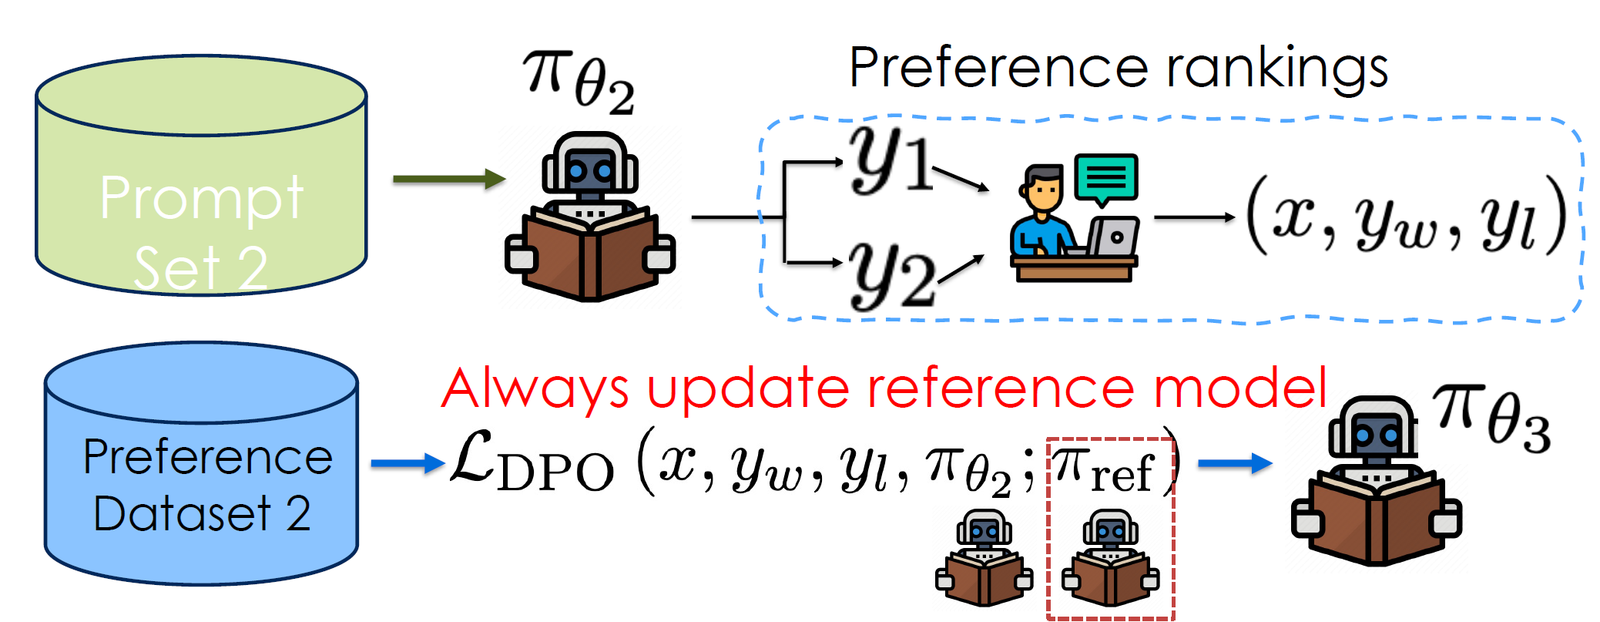 π_θ₂
Preference rankings
Prompt
Set 2
y₁
y₂
(x, y_w, y_l)
Always update reference model
π_θ₃
Preference
Dataset 2
ℒ_DPO (x, y_w, y_l, π_θ₂; π_ref)